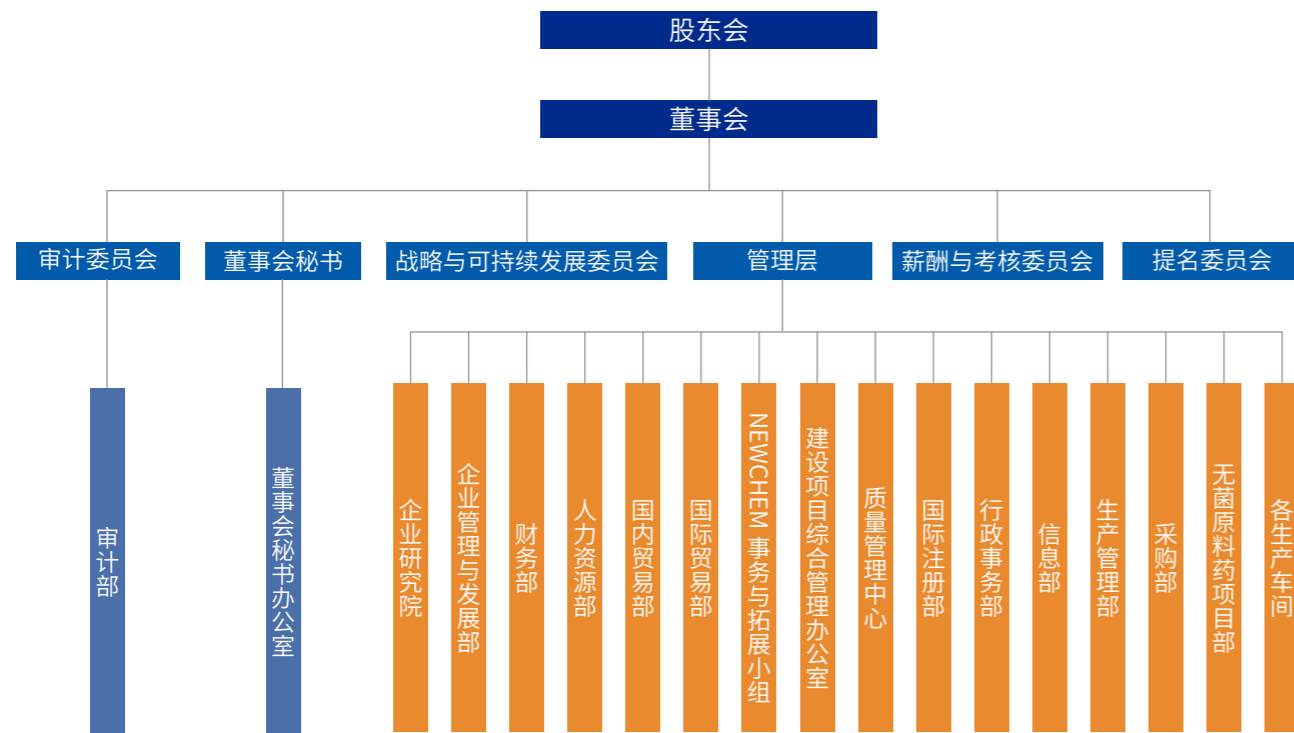 股东会
董事会
审计委员会
董事会秘书
战略与可持续发展委员会
管理层
薪酬与考核委员会
提名委员会
审计部
董事会秘书办公室
企业研究院
企业管理与发展部
财务部
人力资源部
国内贸易部
国际贸易部
NEWCHEM 事务与拓展小组
建设项目综合管理办公室
质量管理中心
国际注册部
行政事务部
信息部
生产管理部
采购部
无菌原料药项目部
各生产车间